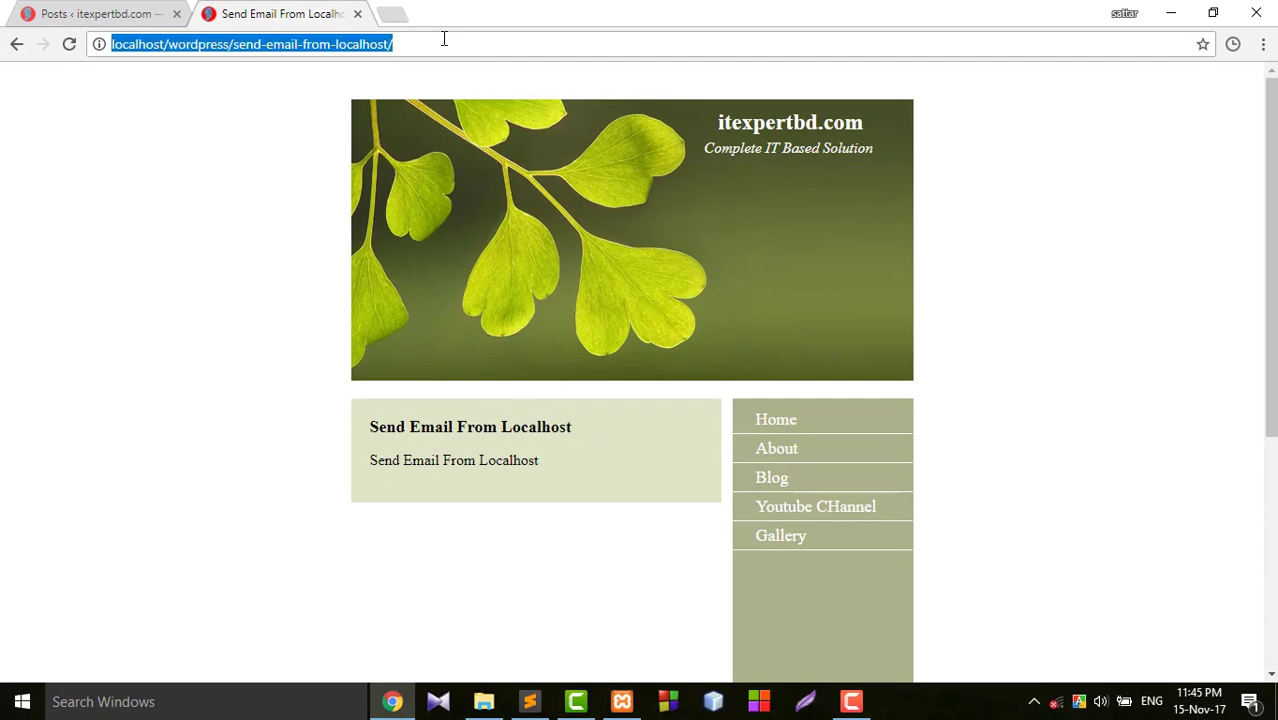 Posts ‹ itexpertbd.com —
Send Email From Localho
sattar
localhost/wordpress/send-email-from-localhost/
itexpertbd.com
Complete IT Based Solution
Send Email From Localhost
Send Email From Localhost
Home
About
Blog
Youtube CHannel
Gallery
Search Windows
ENG
11:45 PM
15-Nov-17
1